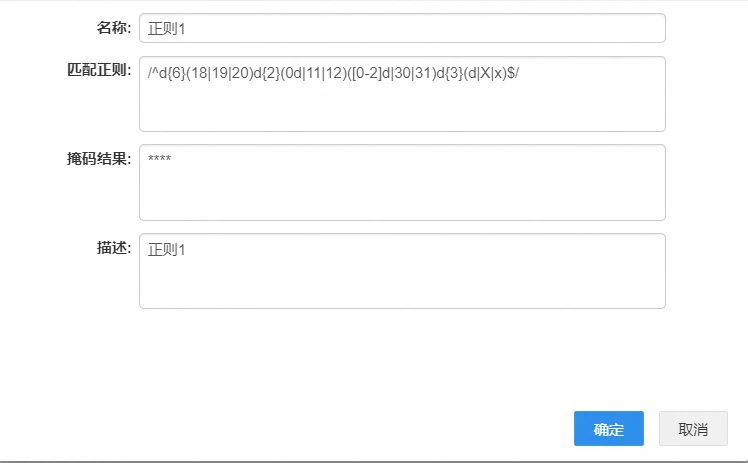 名称: 正则1
匹配正则: /^d{6}(18|19|20)d{2}(0d|11|12)([0-2]d|30|31)d{3}(d|X|x)$/
掩码结果: ****
描述: 正则1
确定 取消